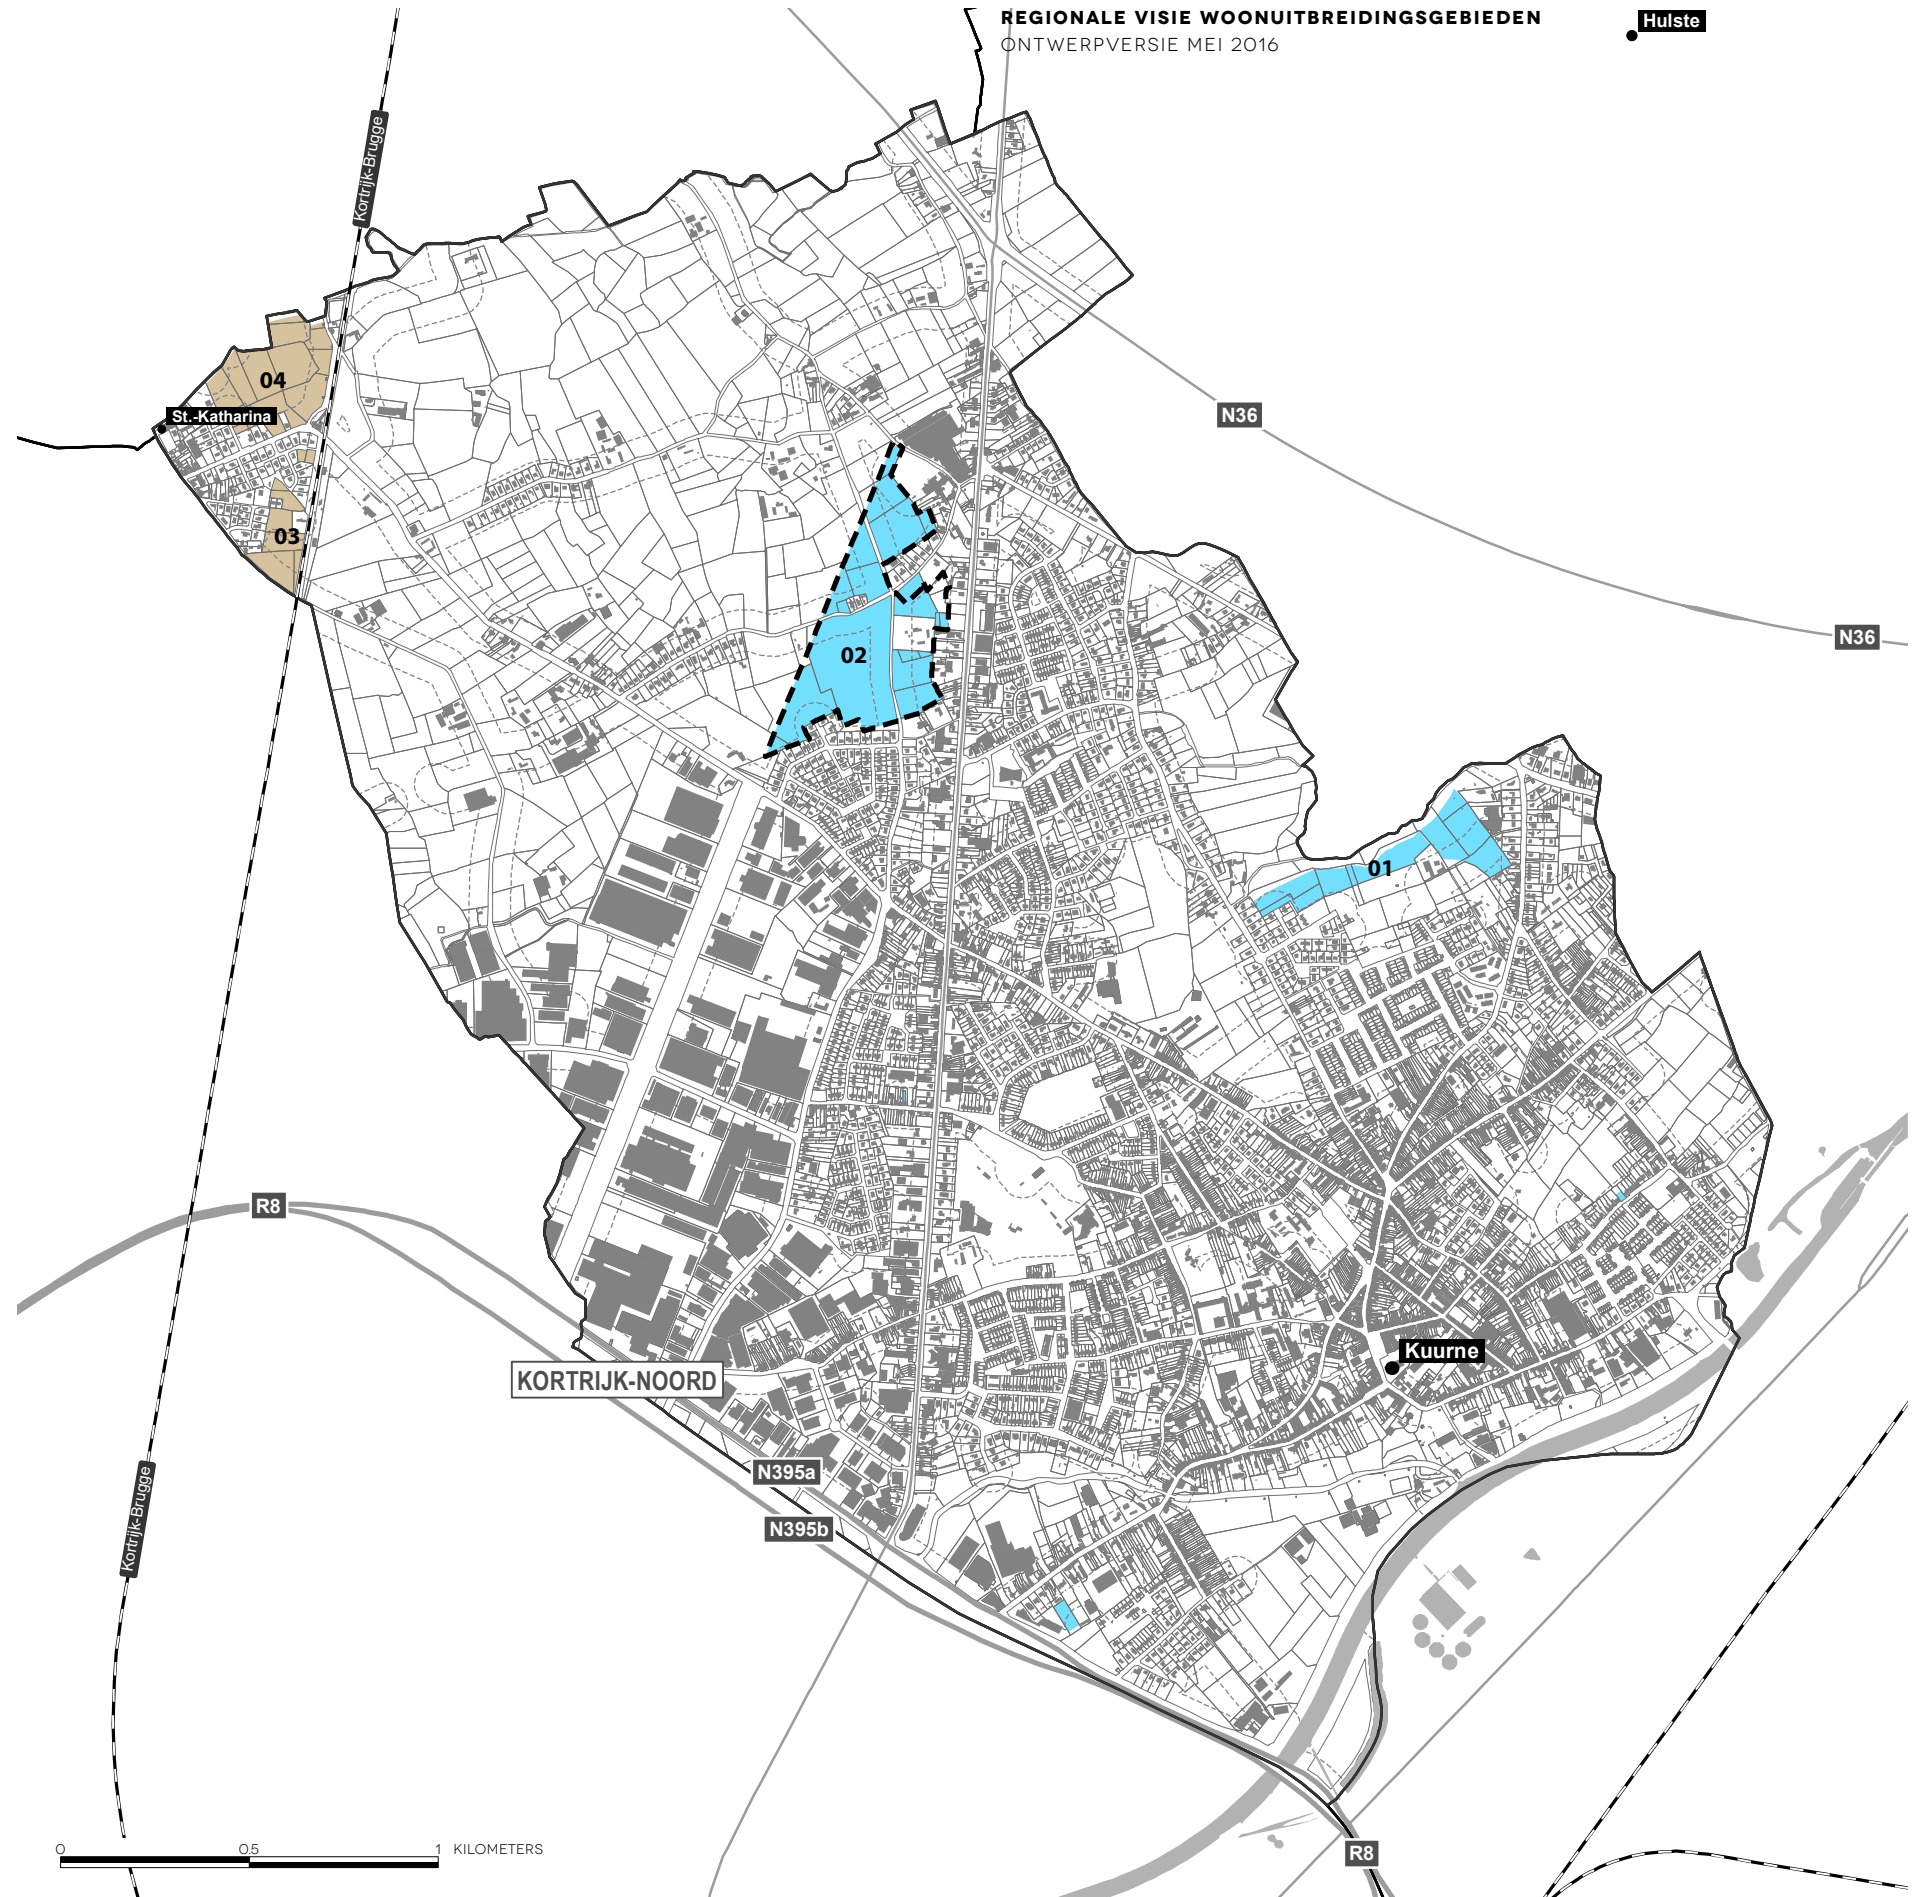 REGIONALE VISIE WOONUITBREIDINGSGEBIEDEN
ONTWERPVERSIE MEI 2016
Hulste
Kortrijk-Brugge
04
St.-Katharina
N36
03
N36
02
01
R8
Kuurne
KORTRIJK-NOORD
N395a
Kortrijk-Brugge
N395b
0 0.5 1 KILOMETERS
R8